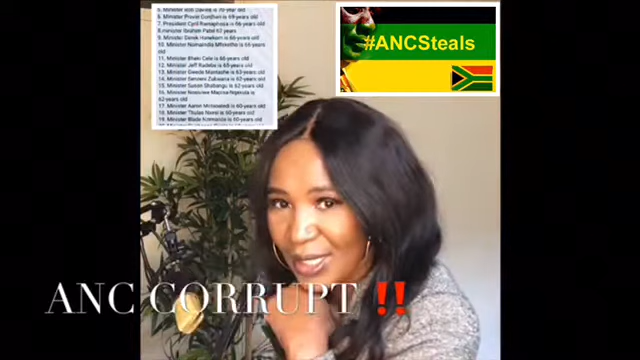 6. Minister Rob Davies is 70-year old
6. Minister Pravin Gordhan is 69-years old
7. President Cyril Ramaphosa is 66-years old
8. minister Ibrahim Patel 62 years
9. Minister Derek Hanekom is 66-years old
10. Minister Nomaindia Mfeketho is 66-years
old
11. Minister Bheki Cele is 66-years old
12. Minister Jeff Radebe is 65-years old
13. Minister Gwede Mantashe is 63-years old
14. Minister Senzeni Zokwana is 62-years old
15. Minister Susan Shabangu is 62-years old
16. Minister Nosiviwe Mapisa-Nqakula is
62-years old
17. Minister Aaron Motsoaledi is 60-years old
18. Minister Thulas Nxesi is 60-years old
19. Minister Blade Nzimande is 60-years old
#ANCSteals
ANC CORRUPT ‼️